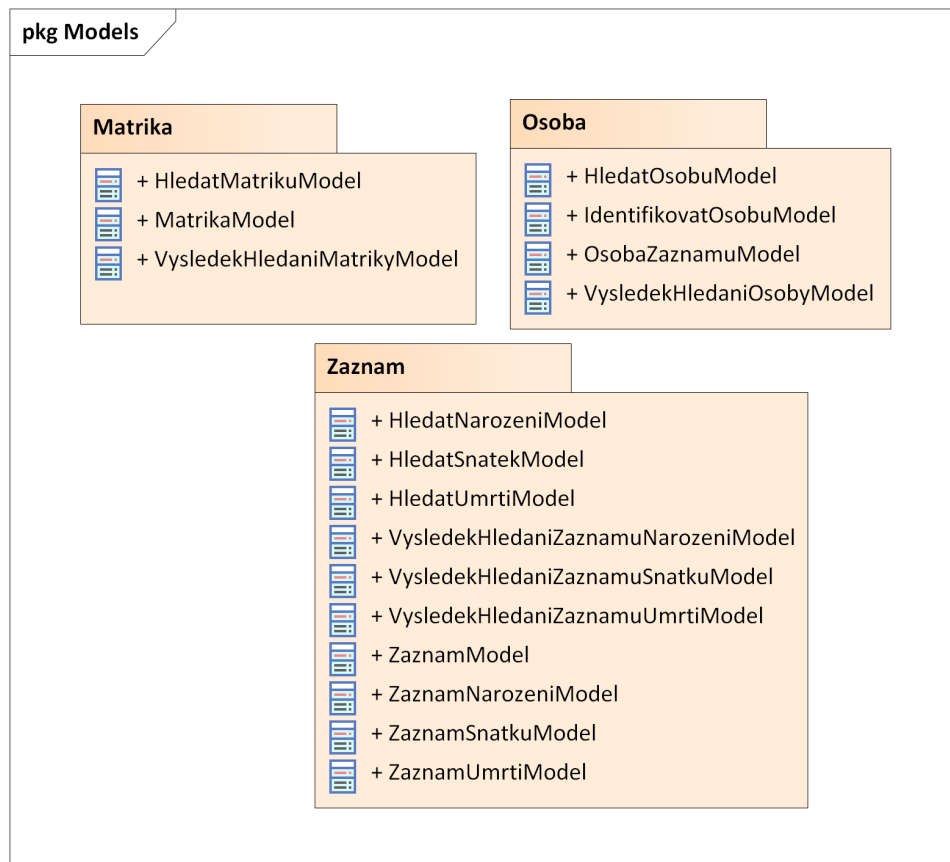 pkg Models
Matrika
+ HledatMatrikuModel
+ MatrikaModel
+ VysledekHledaniMatrikyModel
Osoba
+ HledatOsobuModel
+ IdentifikovatOsobuModel
+ OsobaZaznamuModel
+ VysledekHledaniOsobyModel
Zaznam
+ HledatNarozeniModel
+ HledatSnatekModel
+ HledatUmrtiModel
+ VysledekHledaniZaznamuNarozeniModel
+ VysledekHledaniZaznamuSnatkuModel
+ VysledekHledaniZaznamuUmrtiModel
+ ZaznamModel
+ ZaznamNarozeniModel
+ ZaznamSnatkuModel
+ ZaznamUmrtiModel